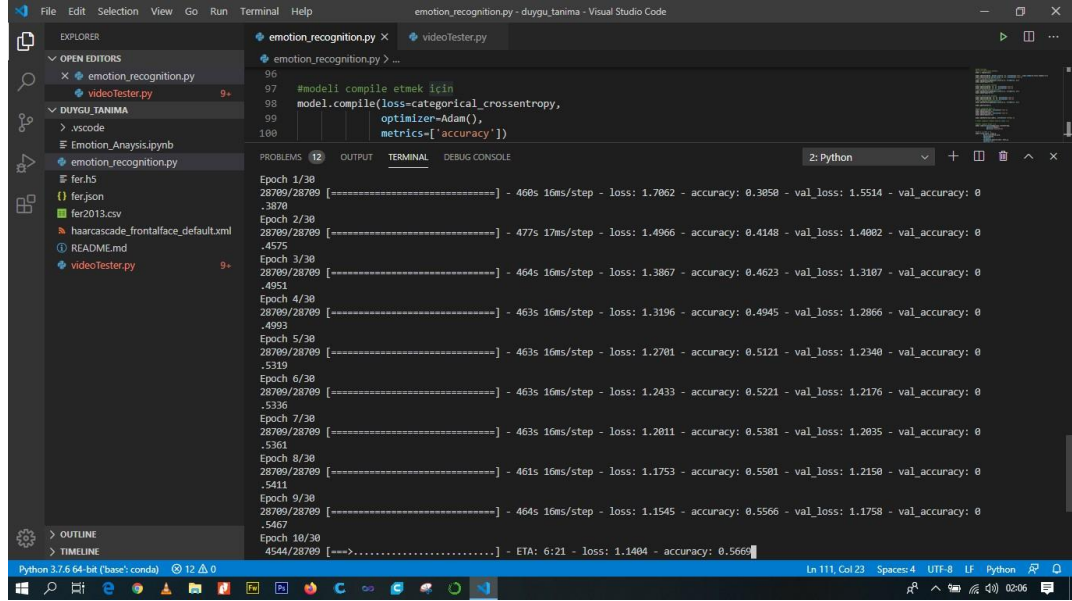 File Edit Selection View Go Run Terminal Help
emotion_recognition.py - duygu_tanima - Visual Studio Code
EXPLORER
OPEN EDITORS
emotion_recognition.py
videoTester.py 9+
DUYGU_TANIMA
.vscode
Emotion_Anaysis.ipynb
emotion_recognition.py
fer.h5
fer.json
fer2013.csv
haarcascade_frontalface_default.xml
README.md
videoTester.py 9+
OUTLINE
TIMELINE
emotion_recognition.py
videoTester.py
emotion_recognition.py > ...
96
97 #modeli compile etmek için
98 model.compile(loss=categorical_crossentropy,
99 optimizer=Adam(),
100 metrics=['accuracy'])
PROBLEMS 12 OUTPUT TERMINAL DEBUG CONSOLE
2: Python
Epoch 1/30
28709/28709 [==============================] - 460s 16ms/step - loss: 1.7062 - accuracy: 0.3050 - val_loss: 1.5514 - val_accuracy: 0
.3870
Epoch 2/30
28709/28709 [==============================] - 477s 17ms/step - loss: 1.4966 - accuracy: 0.4148 - val_loss: 1.4002 - val_accuracy: 0
.4575
Epoch 3/30
28709/28709 [==============================] - 464s 16ms/step - loss: 1.3867 - accuracy: 0.4623 - val_loss: 1.3107 - val_accuracy: 0
.4951
Epoch 4/30
28709/28709 [==============================] - 463s 16ms/step - loss: 1.3196 - accuracy: 0.4945 - val_loss: 1.2866 - val_accuracy: 0
.4993
Epoch 5/30
28709/28709 [==============================] - 463s 16ms/step - loss: 1.2701 - accuracy: 0.5121 - val_loss: 1.2340 - val_accuracy: 0
.5319
Epoch 6/30
28709/28709 [==============================] - 463s 16ms/step - loss: 1.2433 - accuracy: 0.5221 - val_loss: 1.2176 - val_accuracy: 0
.5336
Epoch 7/30
28709/28709 [==============================] - 463s 16ms/step - loss: 1.2011 - accuracy: 0.5381 - val_loss: 1.2035 - val_accuracy: 0
.5361
Epoch 8/30
28709/28709 [==============================] - 461s 16ms/step - loss: 1.1753 - accuracy: 0.5501 - val_loss: 1.2150 - val_accuracy: 0
.5411
Epoch 9/30
28709/28709 [==============================] - 464s 16ms/step - loss: 1.1545 - accuracy: 0.5566 - val_loss: 1.1758 - val_accuracy: 0
.5467
Epoch 10/30
4544/28709 [===>..........................] - ETA: 6:21 - loss: 1.1404 - accuracy: 0.5669
Python 3.7.6 64-bit ('base': conda) 12 0
Ln 111, Col 23 Spaces: 4 UTF-8 LF Python
02:06